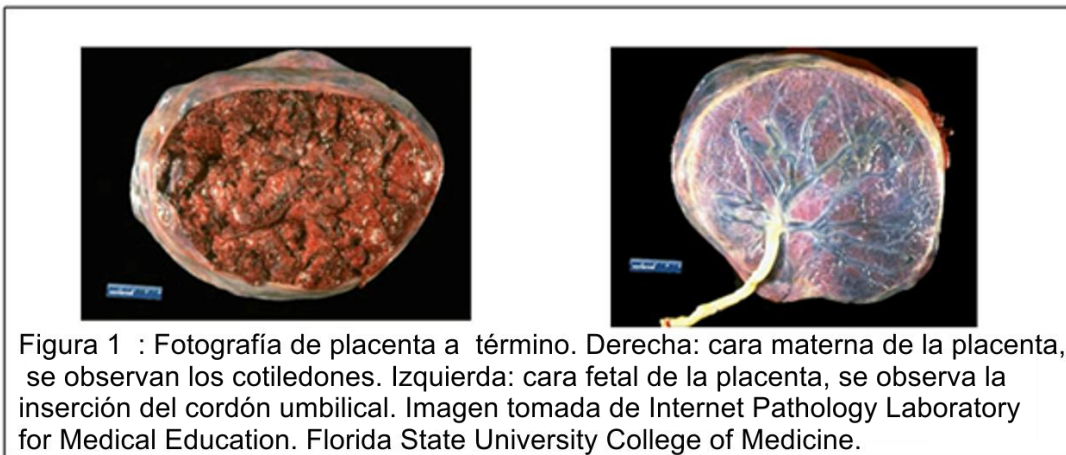 Figura 1 : Fotografía de placenta a término. Derecha: cara materna de la placenta,
se observan los cotiledones. Izquierda: cara fetal de la placenta, se observa la
inserción del cordón umbilical. Imagen tomada de Internet Pathology Laboratory
for Medical Education. Florida State University College of Medicine.